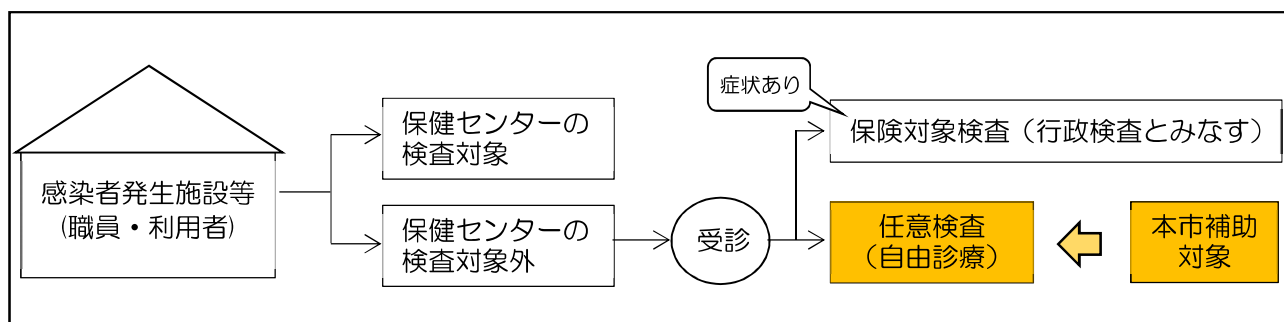 感染者発生施設等
(職員・利用者)
保健センターの
検査対象
保健センターの
検査対象外
受診
症状あり
保険対象検査（行政検査とみなす）
任意検査
（自由診療）
本市補助
対象